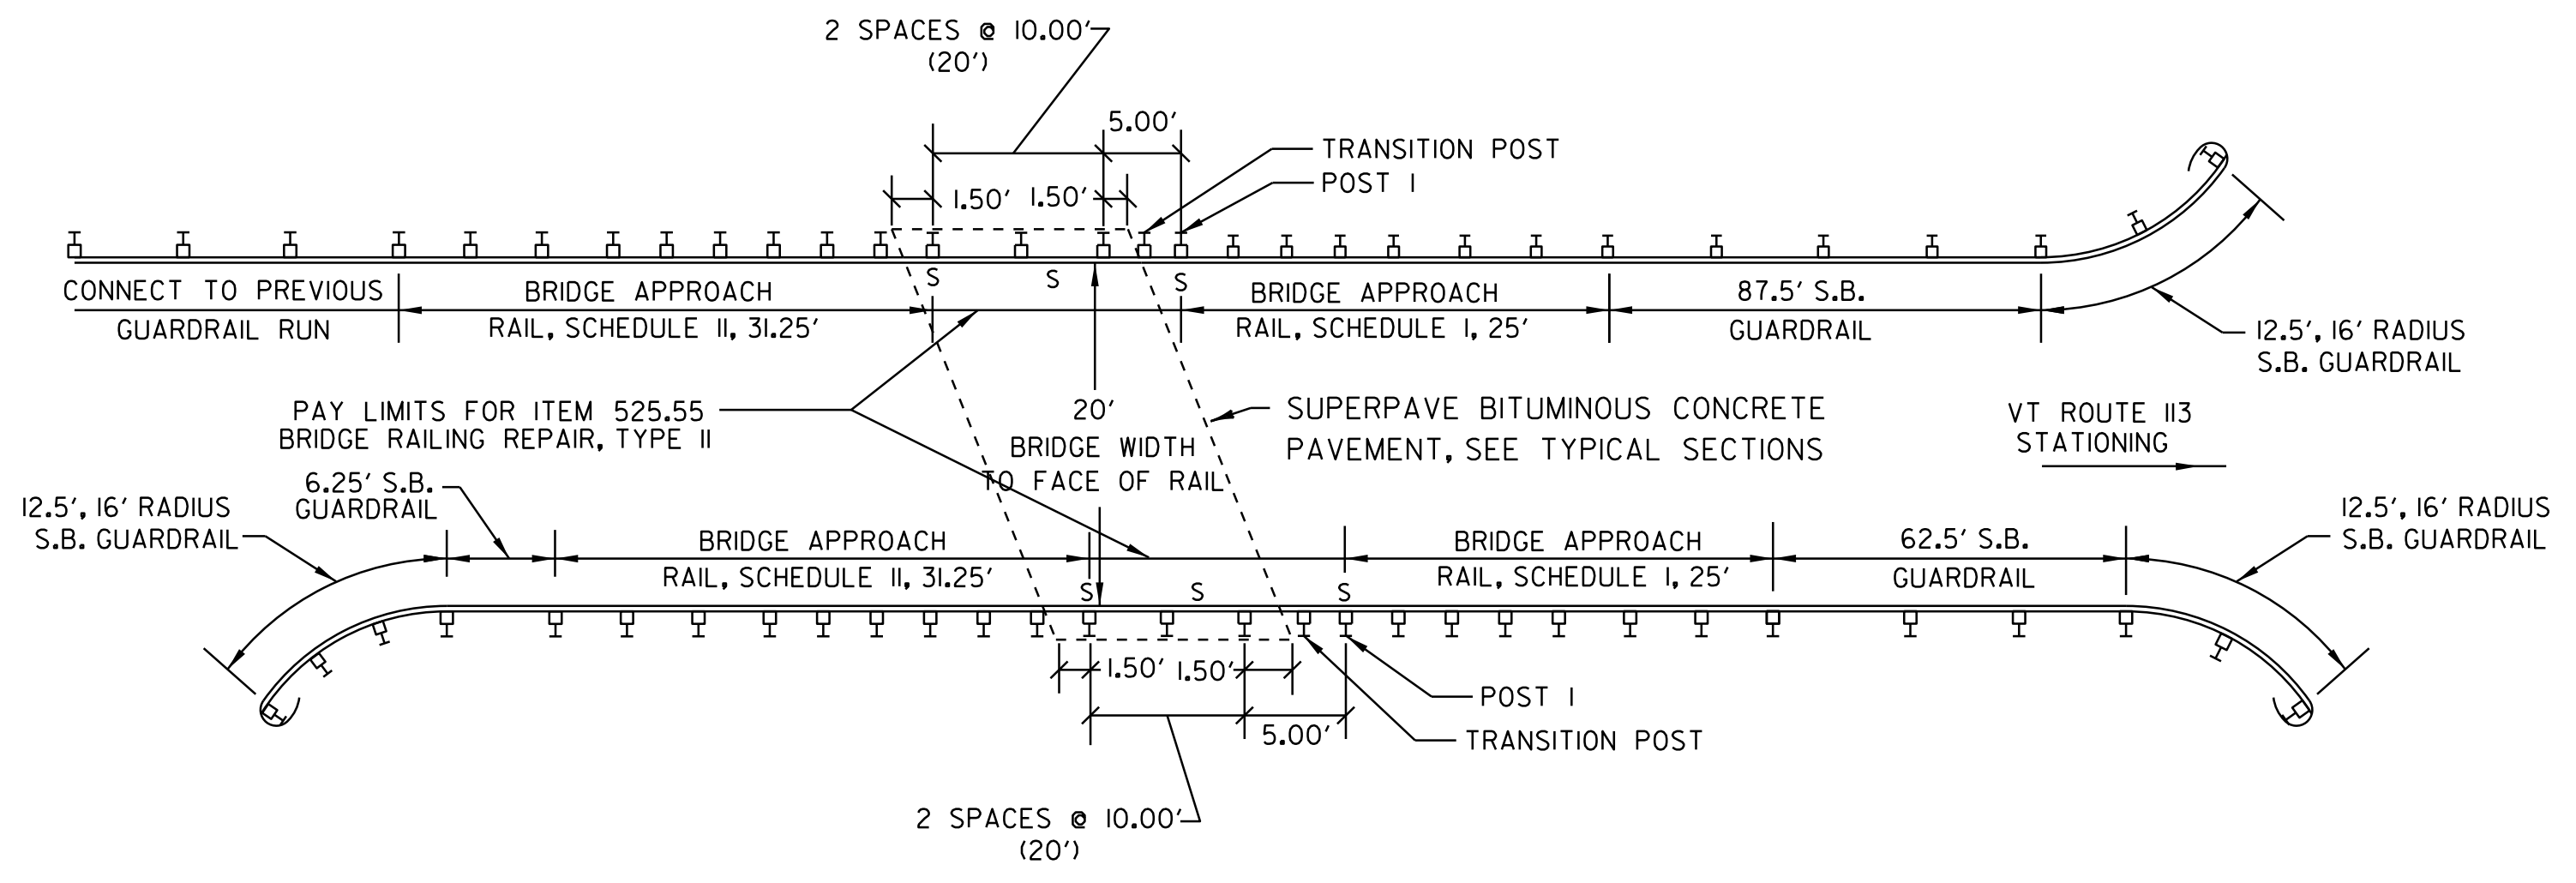 2 SPACES @ 10.00'
(20')
5.00'
TRANSITION POST
POST 1
1.50' 1.50'
S S S
CONNECT TO PREVIOUS
GUARDRAIL RUN
BRIDGE APPROACH
RAIL, SCHEDULE II, 31.25'
BRIDGE APPROACH
RAIL, SCHEDULE I, 25'
87.5' S.B.
GUARDRAIL
12.5', 16' RADIUS
S.B. GUARDRAIL
PAY LIMITS FOR ITEM 525.55
BRIDGE RAILING REPAIR, TYPE II
20'
BRIDGE WIDTH
TO FACE OF RAIL
SUPERPAVE BITUMINOUS CONCRETE
PAVEMENT, SEE TYPICAL SECTIONS
VT ROUTE 113
STATIONING
12.5', 16' RADIUS
S.B. GUARDRAIL
6.25' S.B.
GUARDRAIL
BRIDGE APPROACH
RAIL, SCHEDULE II, 31.25'
BRIDGE APPROACH
RAIL, SCHEDULE I, 25'
62.5' S.B.
GUARDRAIL
12.5', 16' RADIUS
S.B. GUARDRAIL
S S S
1.50' 1.50'
5.00'
POST 1
TRANSITION POST
2 SPACES @ 10.00'
(20')